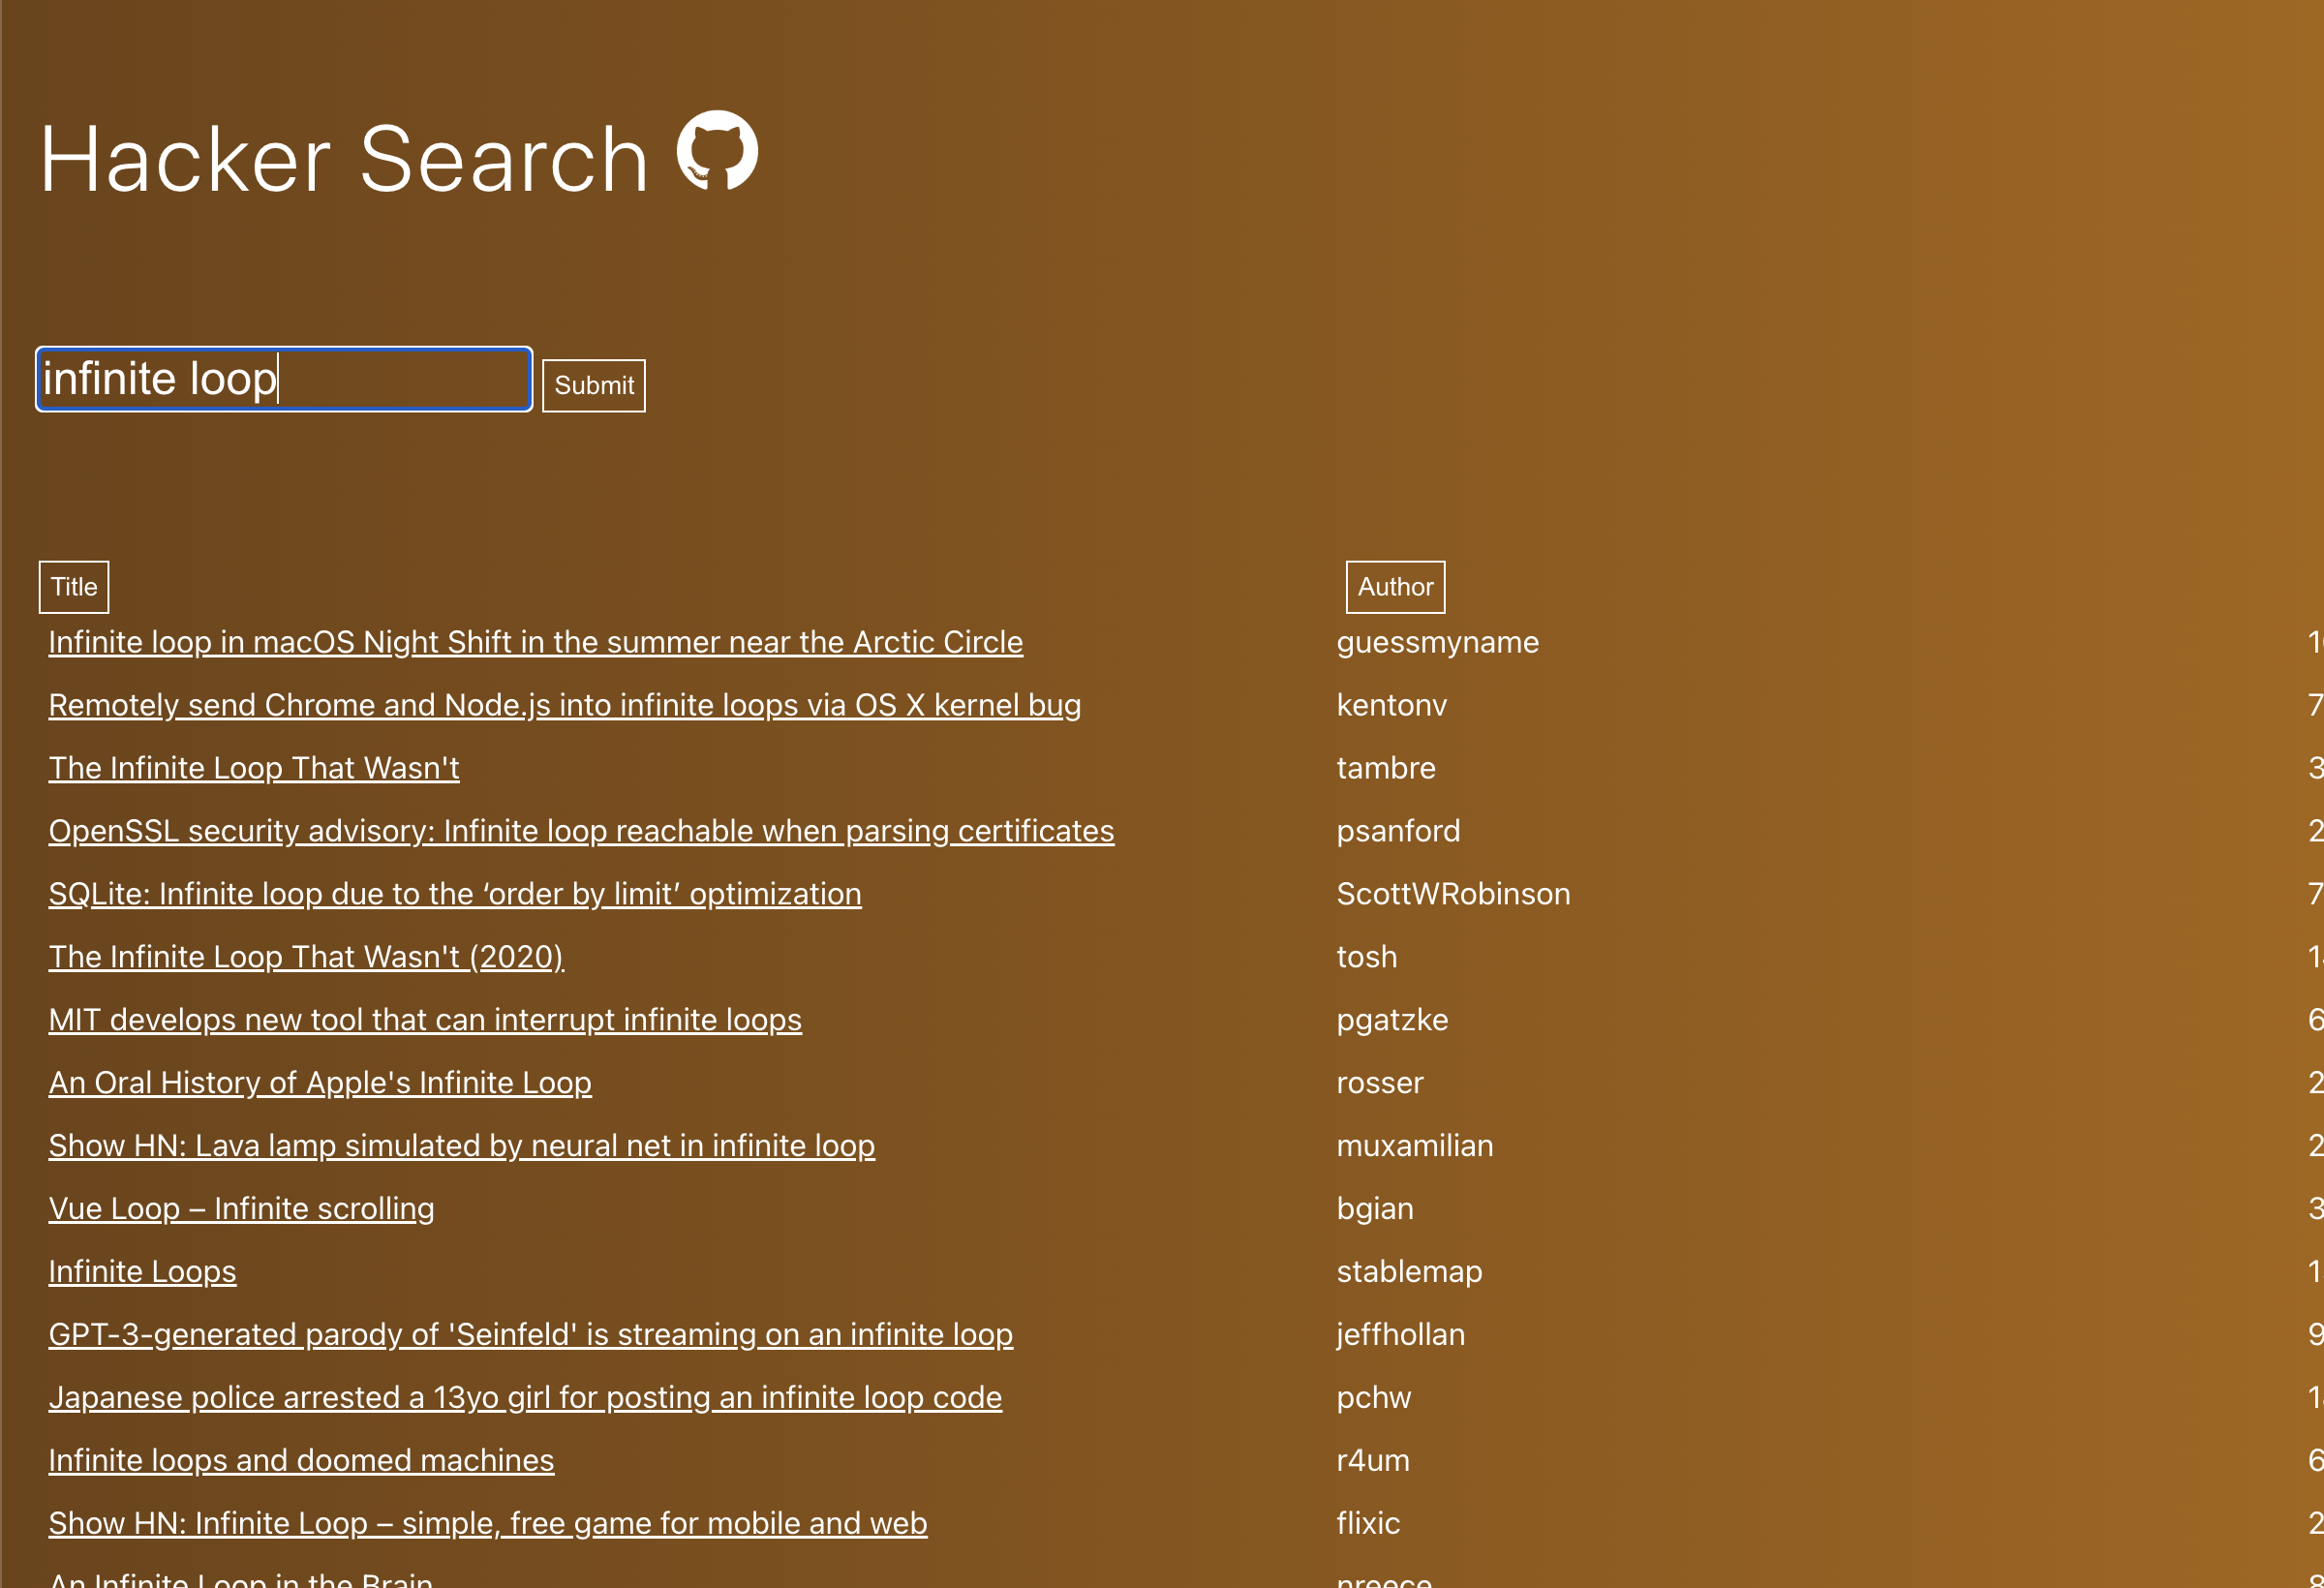 Hacker Search
infinite loop Submit
Title Author
Infinite loop in macOS Night Shift in the summer near the Arctic Circle guessmyname
Remotely send Chrome and Node.js into infinite loops via OS X kernel bug kentonv 7
The Infinite Loop That Wasn't tambre 3
OpenSSL security advisory: Infinite loop reachable when parsing certificates psanford 2
SQLite: Infinite loop due to the ‘order by limit’ optimization ScottWRobinson 7
The Infinite Loop That Wasn't (2020) tosh 1
MIT develops new tool that can interrupt infinite loops pgatzke 6
An Oral History of Apple's Infinite Loop rosser 2
Show HN: Lava lamp simulated by neural net in infinite loop muxamilian 2
Vue Loop – Infinite scrolling bgian 3
Infinite Loops stablemap 1
GPT-3-generated parody of 'Seinfeld' is streaming on an infinite loop jeffhollan 9
Japanese police arrested a 13yo girl for posting an infinite loop code pchw 1
Infinite loops and doomed machines r4um 6
Show HN: Infinite Loop – simple, free game for mobile and web flixic 2
An Infinite Loop in the Brain nreece 8